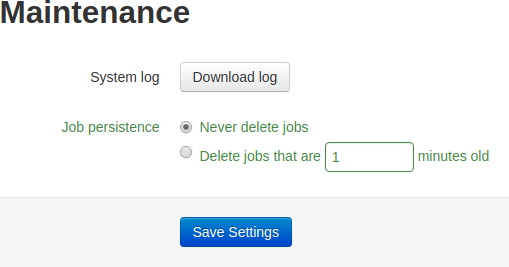 Maintenance
System log Download log
Job persistence Never delete jobs
Delete jobs that are 1 minutes old
Save Settings